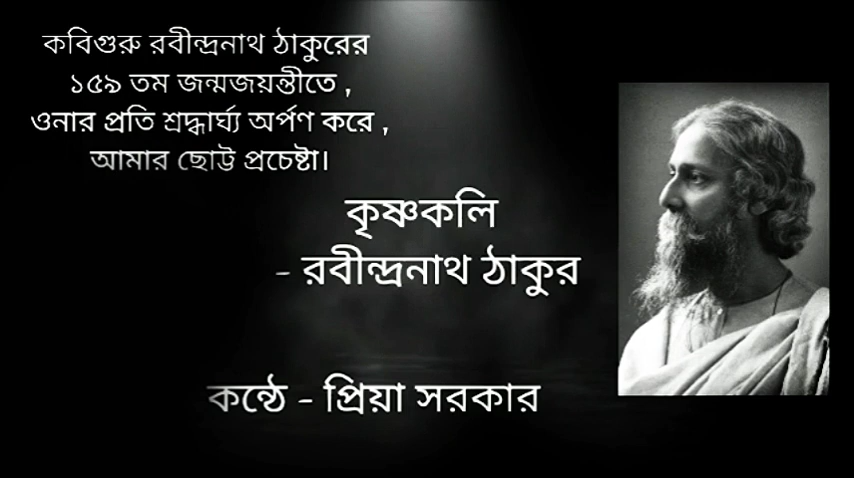 কবিগুরু রবীন্দ্রনাথ ঠাকুরের
১৫৯ তম জন্মজয়ন্তীতে ,
ওনার প্রতি শ্রদ্ধার্ঘ্য অর্পণ করে ,
আমার ছোট্ট প্রচেষ্টা।
কৃষ্ণকলি
- রবীন্দ্রনাথ ঠাকুর
কন্ঠে - প্রিয়া সরকার